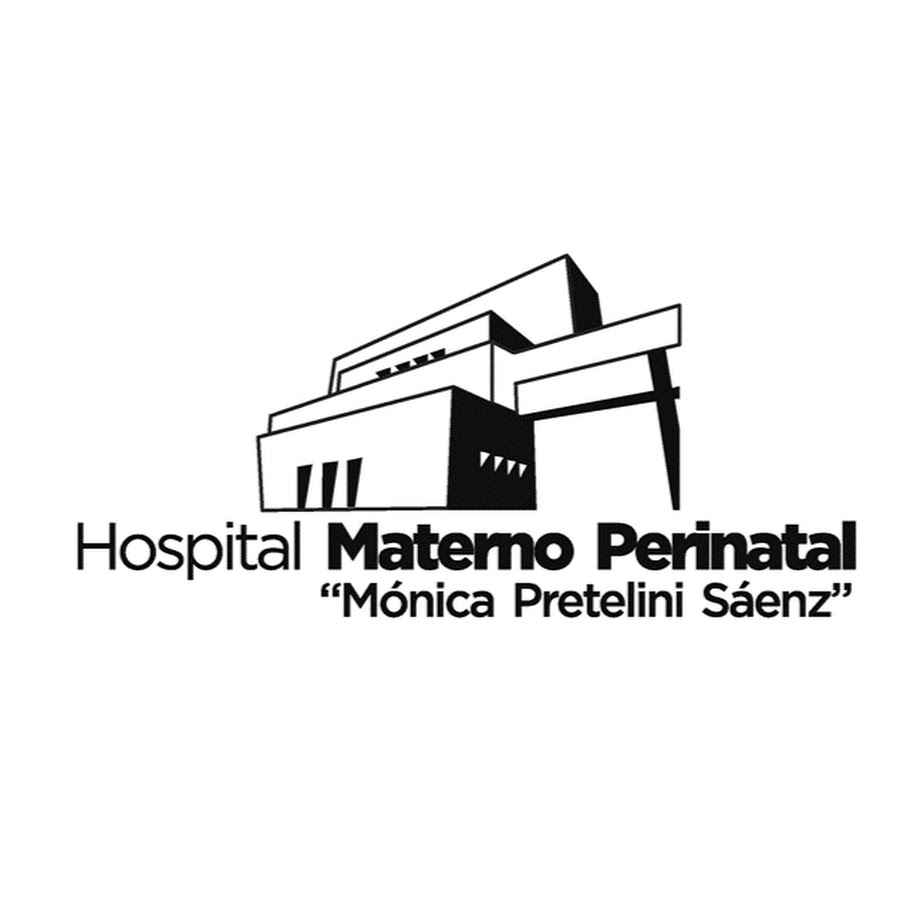 Hospital Materno Perinatal
“Mónica Pretelini Sáenz”